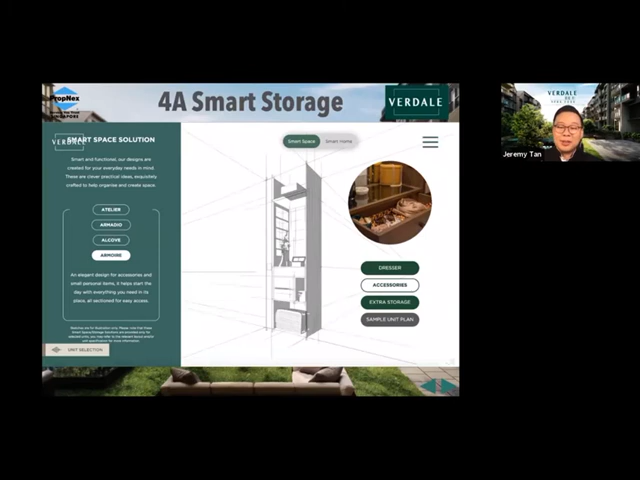 PropNex
SINGAPORE
4A Smart Storage
VERDALE
VERDALE
Jeremy Tan
VERDALE
SMART SPACE SOLUTION
Smart and functional, our designs are
created for your everyday needs in mind.
These are clever practical ideas, exquisitely
crafted to help organise and create space.
ATELIER
ARMADIO
ALCOVE
ARMOIRE
An elegant design for accessories and
small personal items, it helps start the
day with everything you need in its
place, all sectioned for easy access.
UNIT SELECTION
Smart Space
Smart Home
DRESSER
ACCESSORIES
EXTRA STORAGE
SAMPLE UNIT PLAN